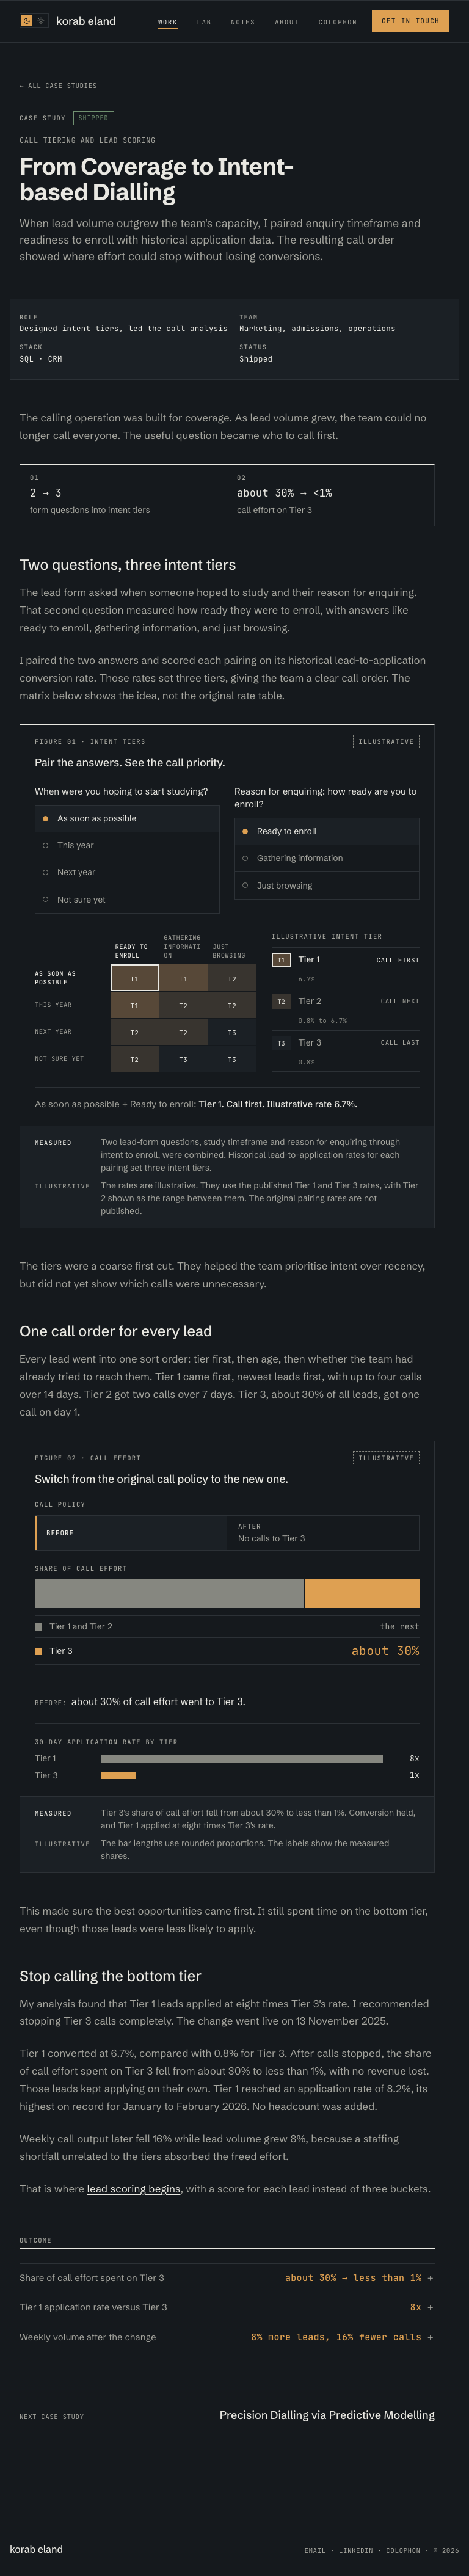 korab eland
WORK LAB NOTES ABOUT COLOPHON GET IN TOUCH
← ALL CASE STUDIES
CASE STUDY SHIPPED
CALL TIERING AND LEAD SCORING
From Coverage to Intent-
based Dialling
When lead volume outgrew the team's capacity, I paired enquiry timeframe and
readiness to enroll with historical application data. The resulting call order
showed where effort could stop without losing conversions.
ROLE
Designed intent tiers, led the call analysis
TEAM
Marketing, admissions, operations
STACK
SQL · CRM
STATUS
Shipped
The calling operation was built for coverage. As lead volume grew, the team could no
longer call everyone. The useful question became who to call first.
01
2 → 3
form questions into intent tiers
02
about 30% → <1%
call effort on Tier 3
Two questions, three intent tiers
The lead form asked when someone hoped to study and their reason for enquiring.
That second question measured how ready they were to enroll, with answers like
ready to enroll, gathering information, and just browsing.
I paired the two answers and scored each pairing on its historical lead-to-application
conversion rate. Those rates set three tiers, giving the team a clear call order. The
matrix below shows the idea, not the original rate table.
FIGURE 01 · INTENT TIERS
ILLUSTRATIVE
Pair the answers. See the call priority.
When were you hoping to start studying?
As soon as possible
This year
Next year
Not sure yet
Reason for enquiring: how ready are you to
enroll?
Ready to enroll
Gathering information
Just browsing
READY TO
ENROLL
GATHERING
INFORMATI
ON
JUST
BROWSING
AS SOON AS
POSSIBLE
T1 T1 T2
THIS YEAR T1 T2 T2
NEXT YEAR T2 T2 T3
NOT SURE YET T2 T3 T3
ILLUSTRATIVE INTENT TIER
T1 Tier 1 CALL FIRST
6.7%
T2 Tier 2 CALL NEXT
0.8% to 6.7%
T3 Tier 3 CALL LAST
0.8%
As soon as possible + Ready to enroll: Tier 1. Call first. Illustrative rate 6.7%.
MEASURED
Two lead-form questions, study timeframe and reason for enquiring through
intent to enroll, were combined. Historical lead-to-application rates for each
pairing set three intent tiers.
ILLUSTRATIVE
The rates are illustrative. They use the published Tier 1 and Tier 3 rates, with Tier
2 shown as the range between them. The original pairing rates are not
published.
The tiers were a coarse first cut. They helped the team prioritise intent over recency,
but did not yet show which calls were unnecessary.
One call order for every lead
Every lead went into one sort order: tier first, then age, then whether the team had
already tried to reach them. Tier 1 came first, newest leads first, with up to four calls
over 14 days. Tier 2 got two calls over 7 days. Tier 3, about 30% of all leads, got one
call on day 1.
FIGURE 02 · CALL EFFORT
ILLUSTRATIVE
Switch from the original call policy to the new one.
CALL POLICY
BEFORE
AFTER
No calls to Tier 3
SHARE OF CALL EFFORT
Tier 1 and Tier 2 the rest
Tier 3 about 30%
BEFORE: about 30% of call effort went to Tier 3.
30-DAY APPLICATION RATE BY TIER
Tier 1 8x
Tier 3 1x
MEASURED
Tier 3's share of call effort fell from about 30% to less than 1%. Conversion held,
and Tier 1 applied at eight times Tier 3's rate.
ILLUSTRATIVE
The bar lengths use rounded proportions. The labels show the measured
shares.
This made sure the best opportunities came first. It still spent time on the bottom tier,
even though those leads were less likely to apply.
Stop calling the bottom tier
My analysis found that Tier 1 leads applied at eight times Tier 3's rate. I recommended
stopping Tier 3 calls completely. The change went live on 13 November 2025.
Tier 1 converted at 6.7%, compared with 0.8% for Tier 3. After calls stopped, the share
of call effort spent on Tier 3 fell from about 30% to less than 1%, with no revenue lost.
Those leads kept applying on their own. Tier 1 reached an application rate of 8.2%, its
highest on record for January to February 2026. No headcount was added.
Weekly call output later fell 16% while lead volume grew 8%, because a staffing
shortfall unrelated to the tiers absorbed the freed effort.
That is where lead scoring begins, with a score for each lead instead of three buckets.
OUTCOME
Share of call effort spent on Tier 3 about 30% → less than 1% +
Tier 1 application rate versus Tier 3 8x +
Weekly volume after the change 8% more leads, 16% fewer calls +
NEXT CASE STUDY Precision Dialling via Predictive Modelling
korab eland
EMAIL · LINKEDIN · COLOPHON · © 2026